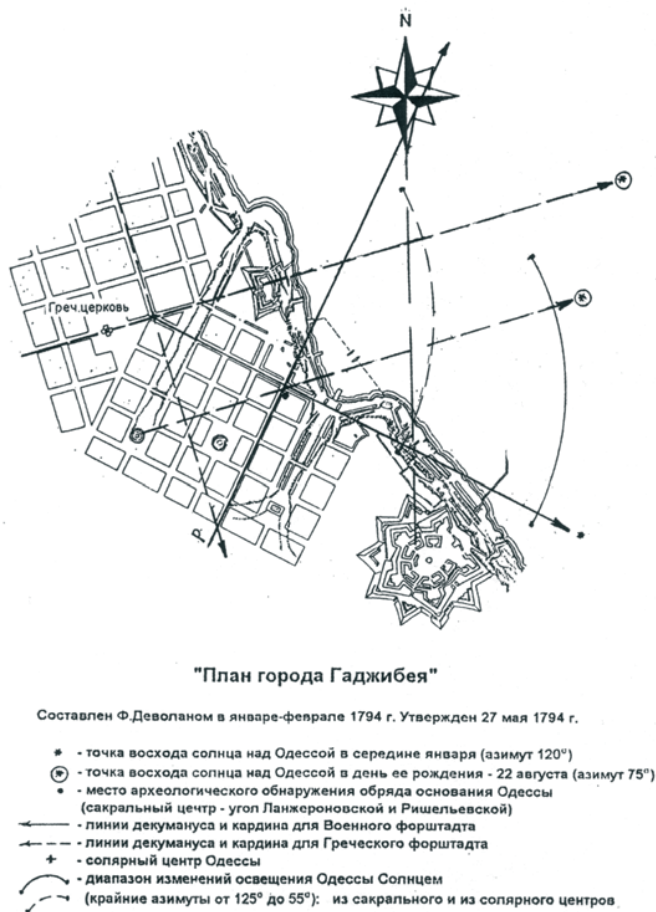 N
Греч.церковь
Р.
"План города Гаджибея"
Составлен Ф.Деволаном в январе-феврале 1794 г. Утвержден 27 мая 1794 г.
- точка восхода солнца над Одессой в середине января (азимут 120°)
- точка восхода солнца над Одессой в день ее рождения - 22 августа (азимут 75°)
- место археологического обнаружения обряда основания Одессы
(сакральный центр - угол Ланжероновской и Ришельевской)
- линии декумануса и кардина для Военного форштадта
- линии декумануса и кардина для Греческого форштадта
- солярный центр Одессы
- диапазон изменений освещения Одессы Солнцем
(крайние азимуты от 125° до 55°): из сакрального и из солярного центров